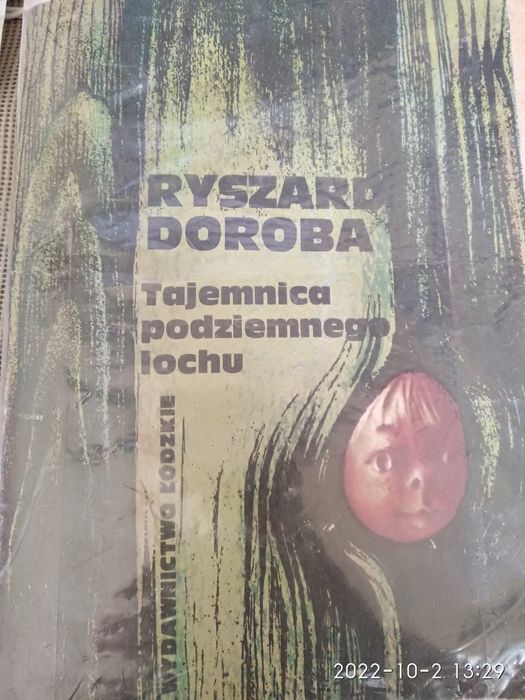 RYSZARD
DOROBA
Tajemnica
podziemnego
lochu
WYDAWNICTWO ŁÓDZKIE
2022-10-2 13:29